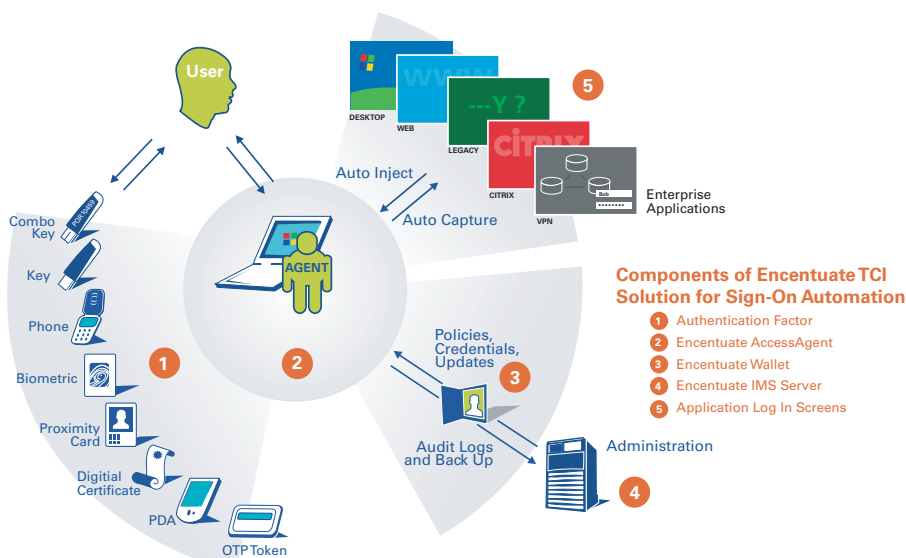 User
www
---Y ?
CiTRIX
Bob
••••••••
DESKTOP
WEB
LEGACY
CITRIX
VPN
Enterprise
Applications
Auto Inject
Auto Capture
PQR10459
Combo
Key
Key
Phone
Biometric
Proximity
Card
Digitial
Certificate
PDA
OTP Token
1
AGENT
2
Policies,
Credentials,
Updates
3
Audit Logs
and Back Up
Administration
4
5
Components of Encentuate TCI
Solution for Sign-On Automation
1 Authentication Factor
2 Encentuate AccessAgent
3 Encentuate Wallet
4 Encentuate IMS Server
5 Application Log In Screens